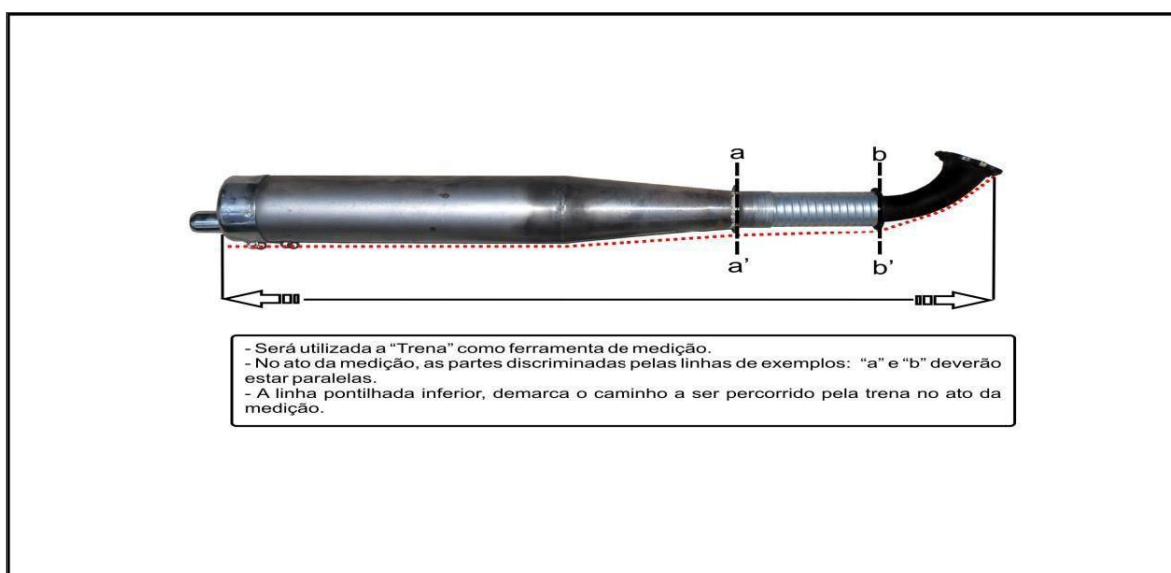 a b
a' b'
- Será utilizada a “Trena” como ferramenta de medição.
- No ato da medição, as partes discriminadas pelas linhas de exemplos: “a” e “b” deverão
estar paralelas.
- A linha pontilhada inferior, demarca o caminho a ser percorrido pela trena no ato da
medição.